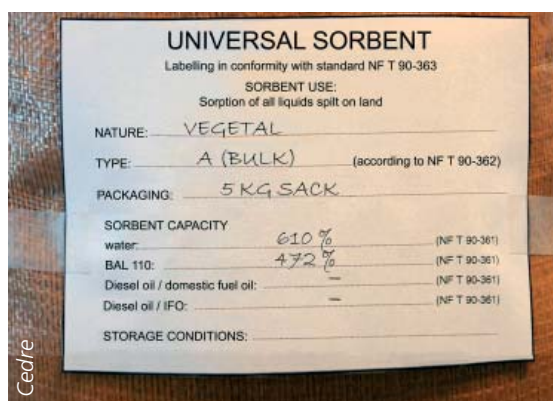 UNIVERSAL SORBENT
Labelling in conformity with standard NF T 90-363
SORBENT USE:
Sorption of all liquids spilt on land
NATURE: VEGETAL
TYPE: A (BULK) (according to NF T 90-362)
PACKAGING: 5 KG SACK
SORBENT CAPACITY
water: 610 % (NF T 90-361)
BAL 110: 472 % (NF T 90-361)
Diesel oil / domestic fuel oil: – (NF T 90-361)
Diesel oil / IFO: – (NF T 90-361)
STORAGE CONDITIONS:
Cedre